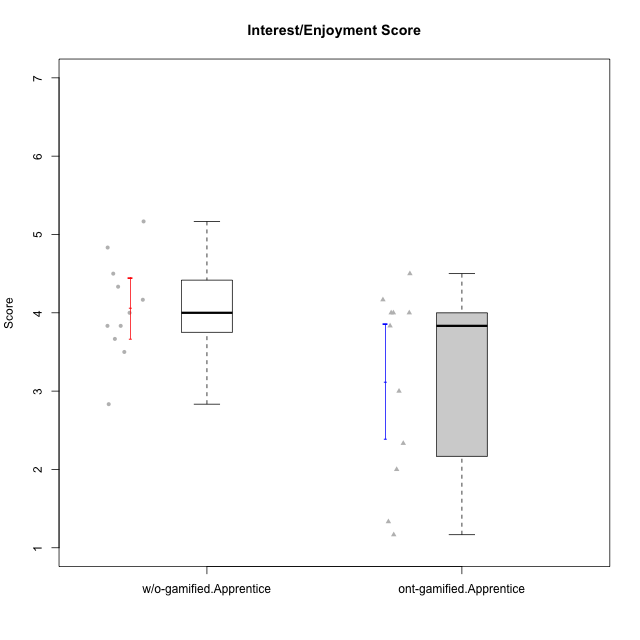 Interest/Enjoyment Score
7
6
5
4
3
2
1
Score
w/o-gamified.Apprentice
ont-gamified.Apprentice